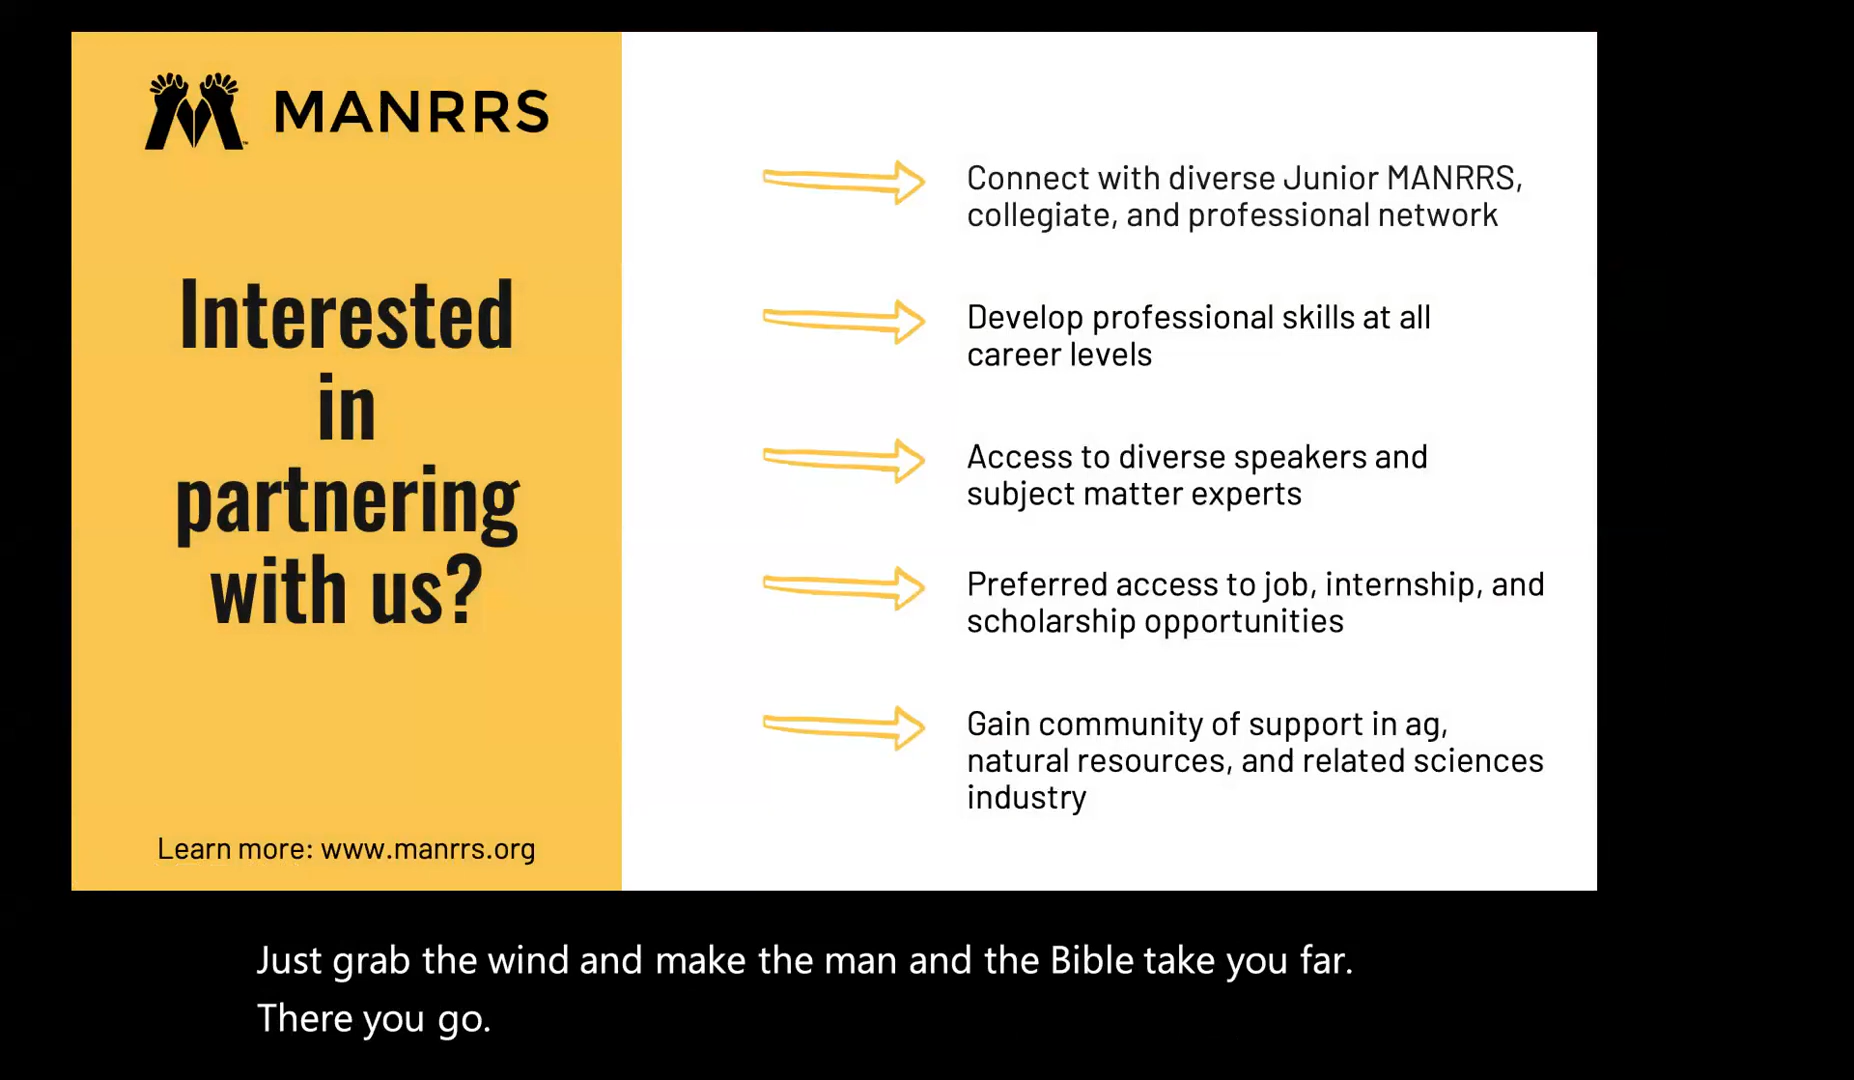 MANRRS
Interested
in
partnering
with us?
Learn more: www.manrrs.org
Connect with diverse Junior MANRRS,
collegiate, and professional network
Develop professional skills at all
career levels
Access to diverse speakers and
subject matter experts
Preferred access to job, internship, and
scholarship opportunities
Gain community of support in ag,
natural resources, and related sciences
industry
Just grab the wind and make the man and the Bible take you far.
There you go.